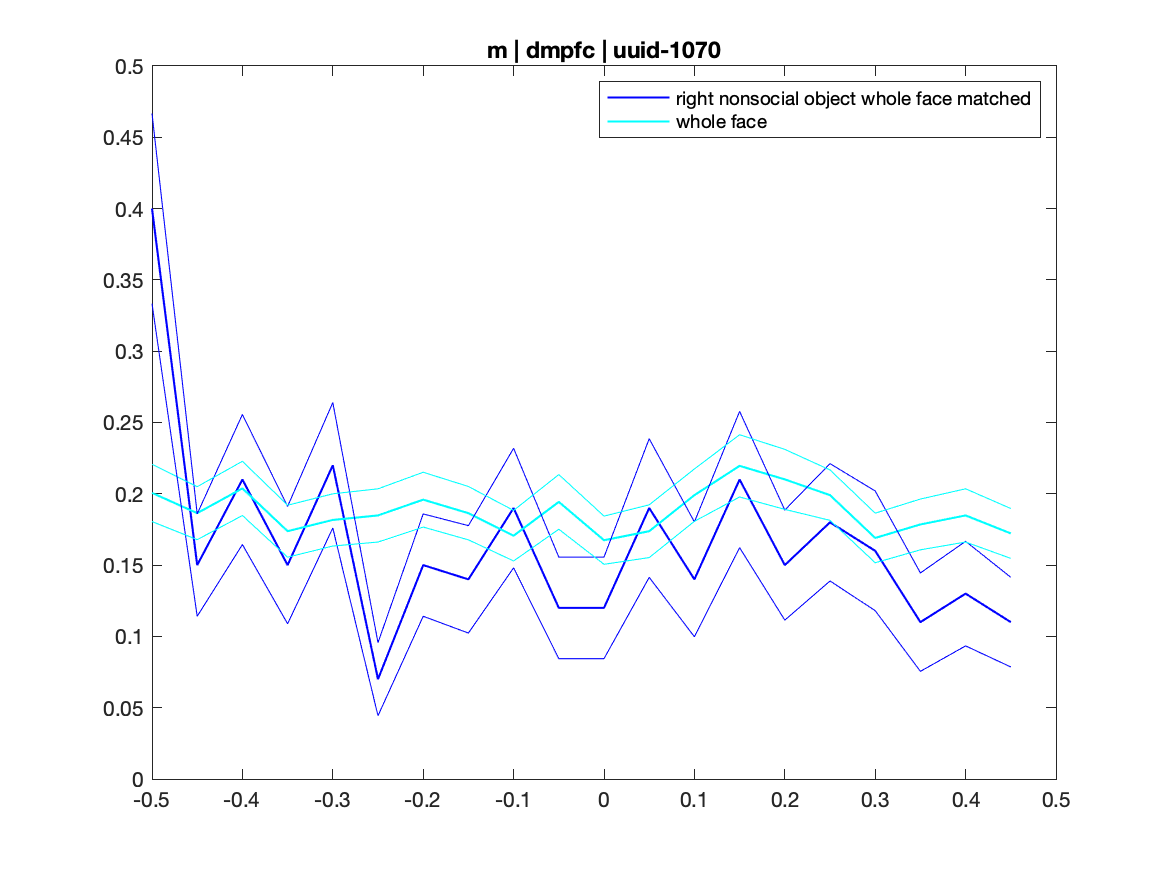 m | dmpfc | uuid-1070
right nonsocial object whole face matched
whole face
0.5
0.45
0.4
0.35
0.3
0.25
0.2
0.15
0.1
0.05
0
-0.5 -0.4 -0.3 -0.2 -0.1 0 0.1 0.2 0.3 0.4 0.5